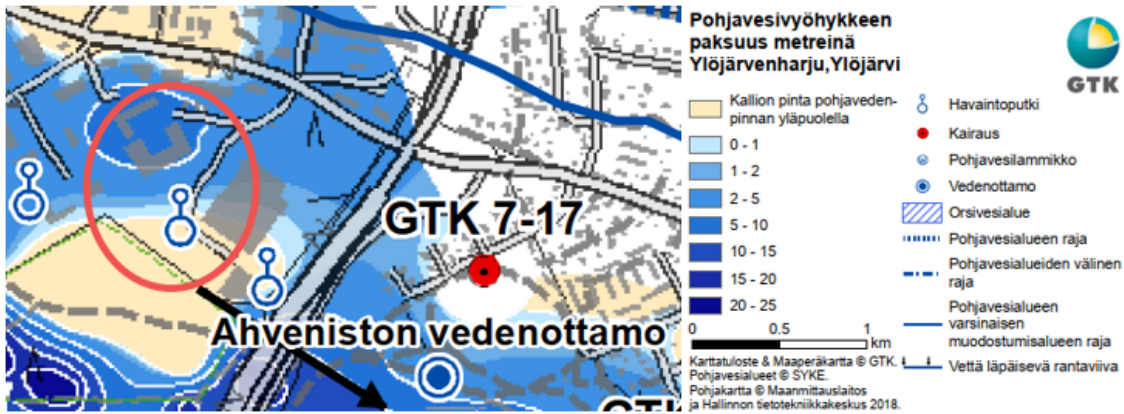 GTK 7-17
Ahveniston vedenottamo
GTK
Pohjavesivyöhykkeen
paksuus metreinä
Ylöjärvenharju,Ylöjärvi
GTK
Kallion pinta pohjaveden-
pinnan yläpuolella
0 - 1
1 - 2
2 - 5
5 - 10
10 - 15
15 - 20
20 - 25
0 0.5 1
km
Havaintoputki
Kairaus
Pohjavesilammikko
Vedenottamo
Orsivesialue
Pohjavesialueen raja
Pohjavesialueiden välinen
raja
Pohjavesialueen
varsinaisen
muodostumisalueen raja
Vettä läpäisevä rantaviiva
Karttatuloste & Maaperäkartta © GTK.
Pohjavesialueet © SYKE.
Pohjakartta © Maanmittauslaitos
ja Hallinnon tietotekniikkakeskus 2018.